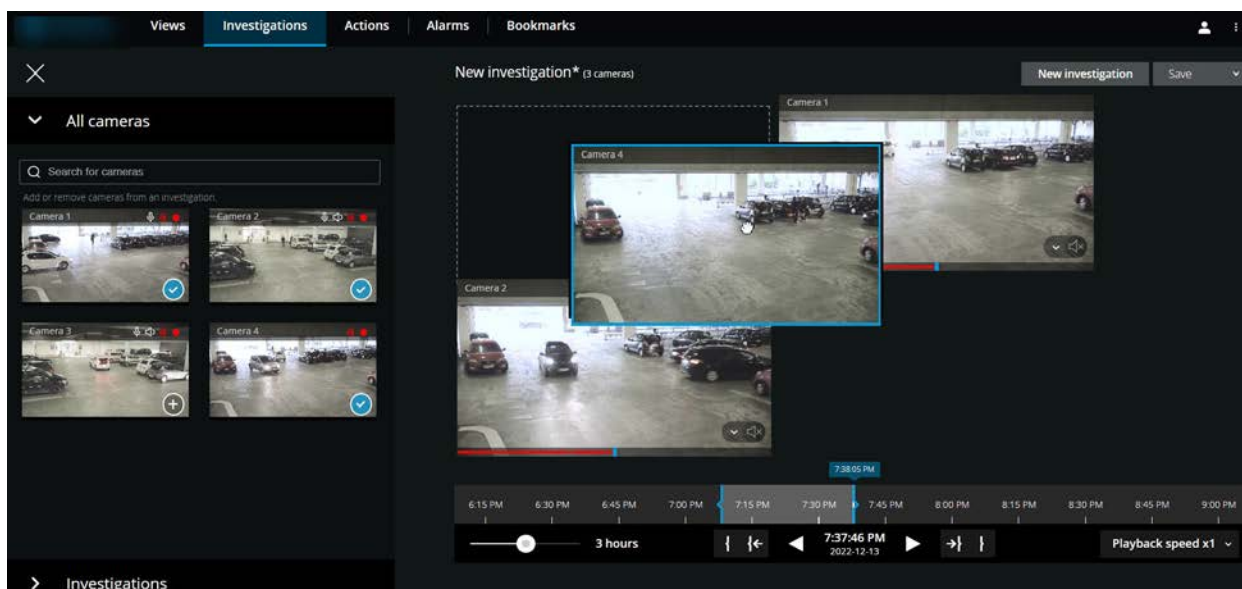 Views Investigations Actions Alarms Bookmarks
New investigation* (3 cameras) New investigation Save
All cameras
Search for cameras
Add or remove cameras from an investigation.
Camera 1 Camera 2
Camera 3 Camera 4
Camera 1
Camera 4
Camera 2
7:38:05 PM
6:15 PM 6:30 PM 6:45 PM 7:00 PM 7:15 PM 7:30 PM 7:45 PM 8:00 PM 8:15 PM 8:30 PM 8:45 PM 9:00 PM
3 hours 7:37:46 PM Playback speed x1
2022-12-13
Investigations